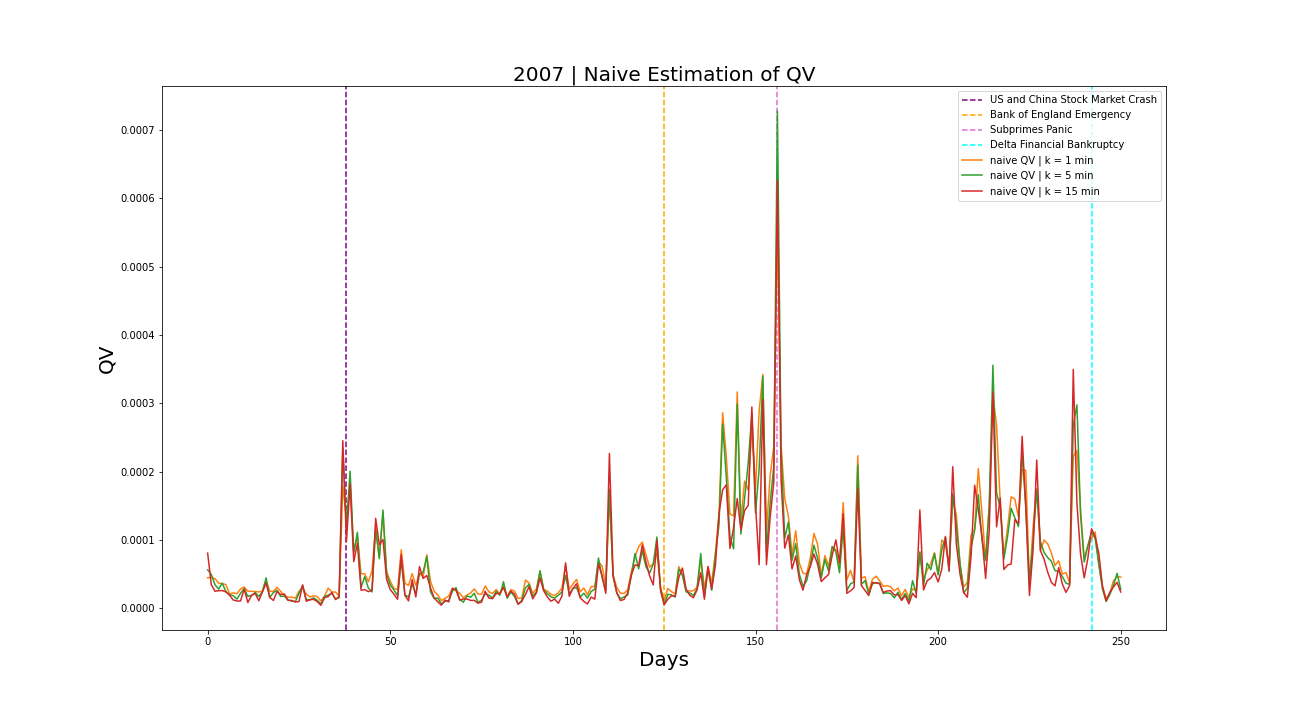 2007 | Naive Estimation of QV
US and China Stock Market Crash
Bank of England Emergency
Subprimes Panic
Delta Financial Bankruptcy
naive QV | k = 1 min
naive QV | k = 5 min
naive QV | k = 15 min
0.0007
0.0006
0.0005
0.0004
0.0003
0.0002
0.0001
0.0000
QV
0 50 100 150 200 250
Days